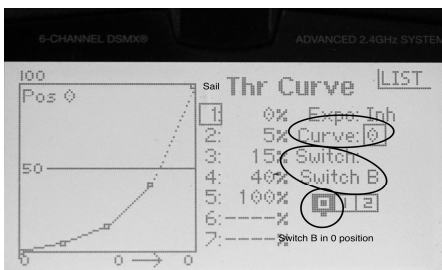 6-CHANNEL DSMX®
ADVANCED 2.4GHz SYSTEM
100
Pos 0
50
0 → 0
Sail
Thr Curve
LIST
1: 0% Expo: Inh
2: 5% Curve: 0
3: 15% Switch:
4: 40% Switch B
5: 100% 0 1 2
6: ----%
7: ----%
Switch B in 0 position